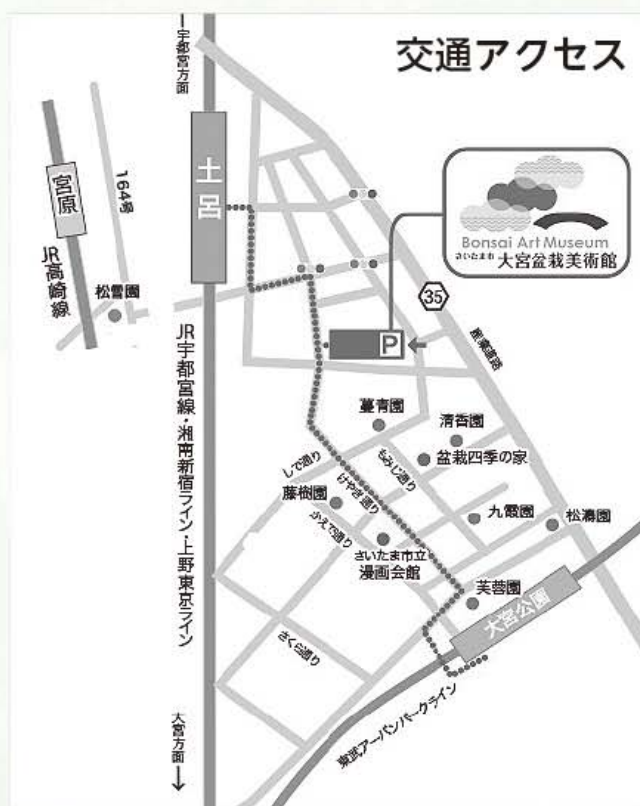 交通アクセス
←宇都宮方面
土呂
164号
宮原
JR高崎線
松雪園
Bonsai Art Museum
さいたま市 大宮盆栽美術館
35
産業道路
P
JR宇都宮線・湘南新宿ライン・上野東京ライン
蔓青園
清香園
盆栽四季の家
もみじ通り
しで通り
けやき通り
藤樹園
かえで通り
九霞園
松濤園
さいたま市立
漫画会館
芙蓉園
大宮公園
さくら通り
東武アーバンパークライン
大宮方面→